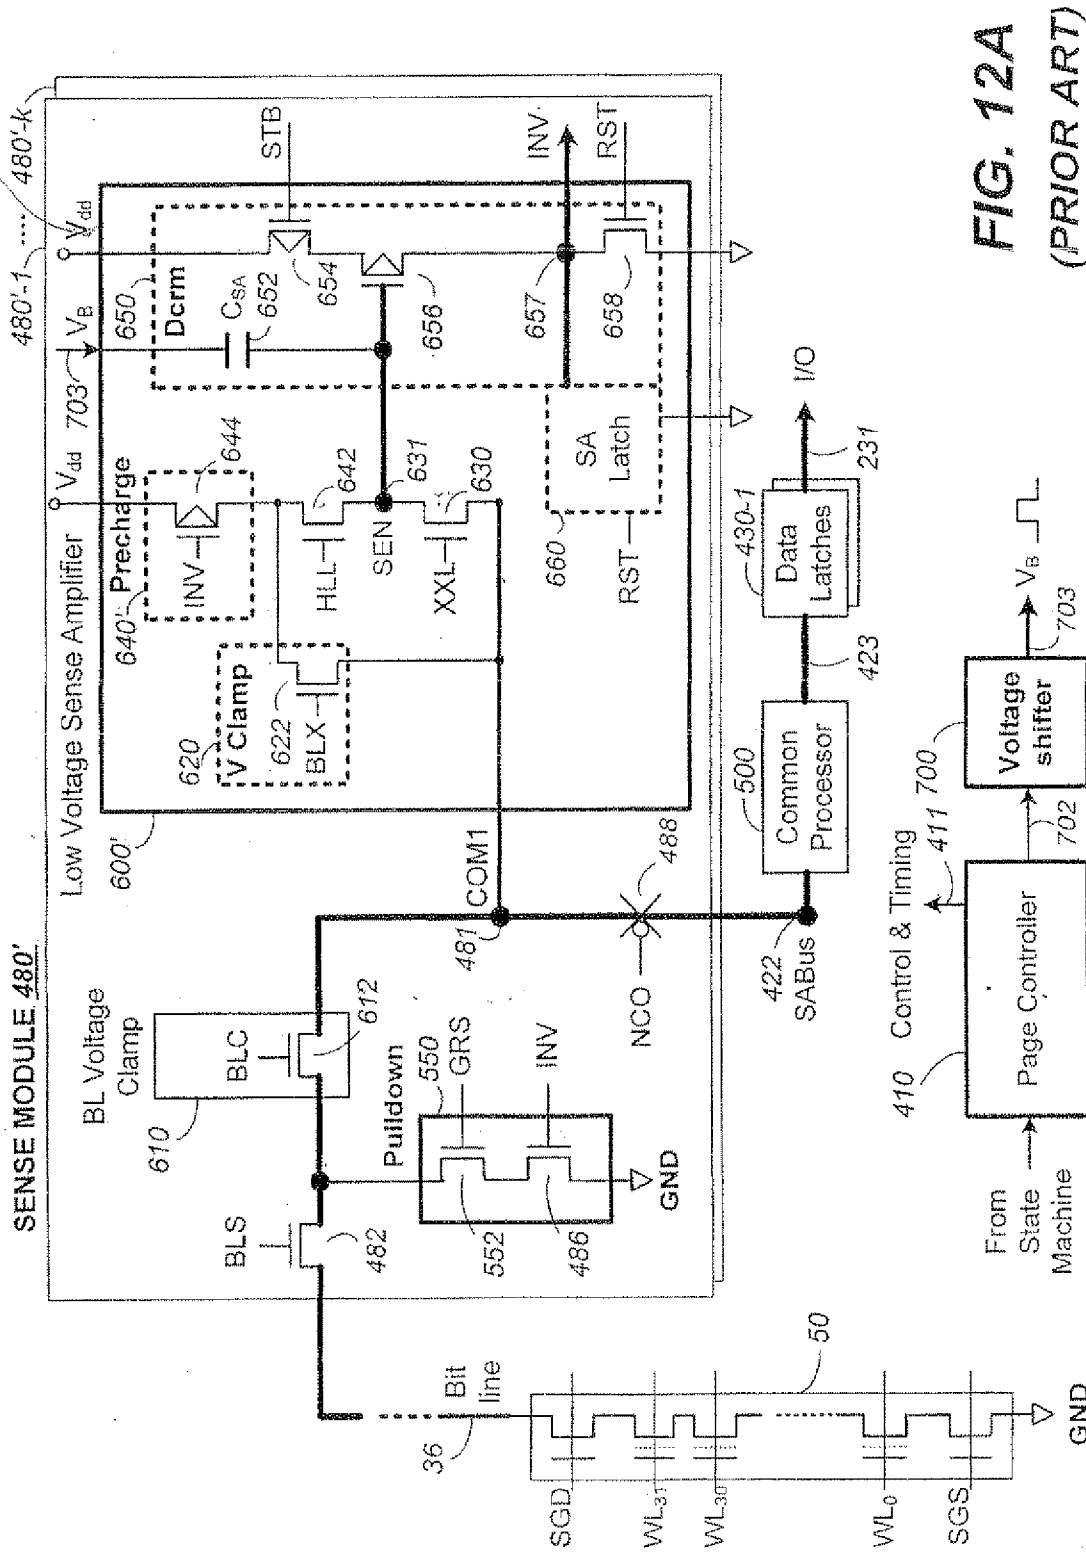 SENSE MODULE 480'
Low Voltage Sense Amplifier
480'-1 ---- 480'-k
600'
BL Voltage
Clamp
610
BLC
612
BLS
482
Pulldown
550
GRS
552
INV
486
GND
COM1
481
NCO
488
422
SABus
Vdd
703
VB
Vdd
640'
Precharge
INV
644
620
V Clamp
622
BLX
HLL
642
SEN
631
XXL
630
650
Dcrm
CSA
652
654
STB
656
657
INV
658
RST
660
SA
Latch
RST
Bit
line
36
50
SGD
WL31
WL30
WL0
SGS
GND
500
Common
Processor
423
430-1
Data
Latches
231
I/O
From
State
Machine
410
Page Controller
Control & Timing
411
702
700
Voltage
shifter
703
VB
FIG. 12A
(PRIOR ART)